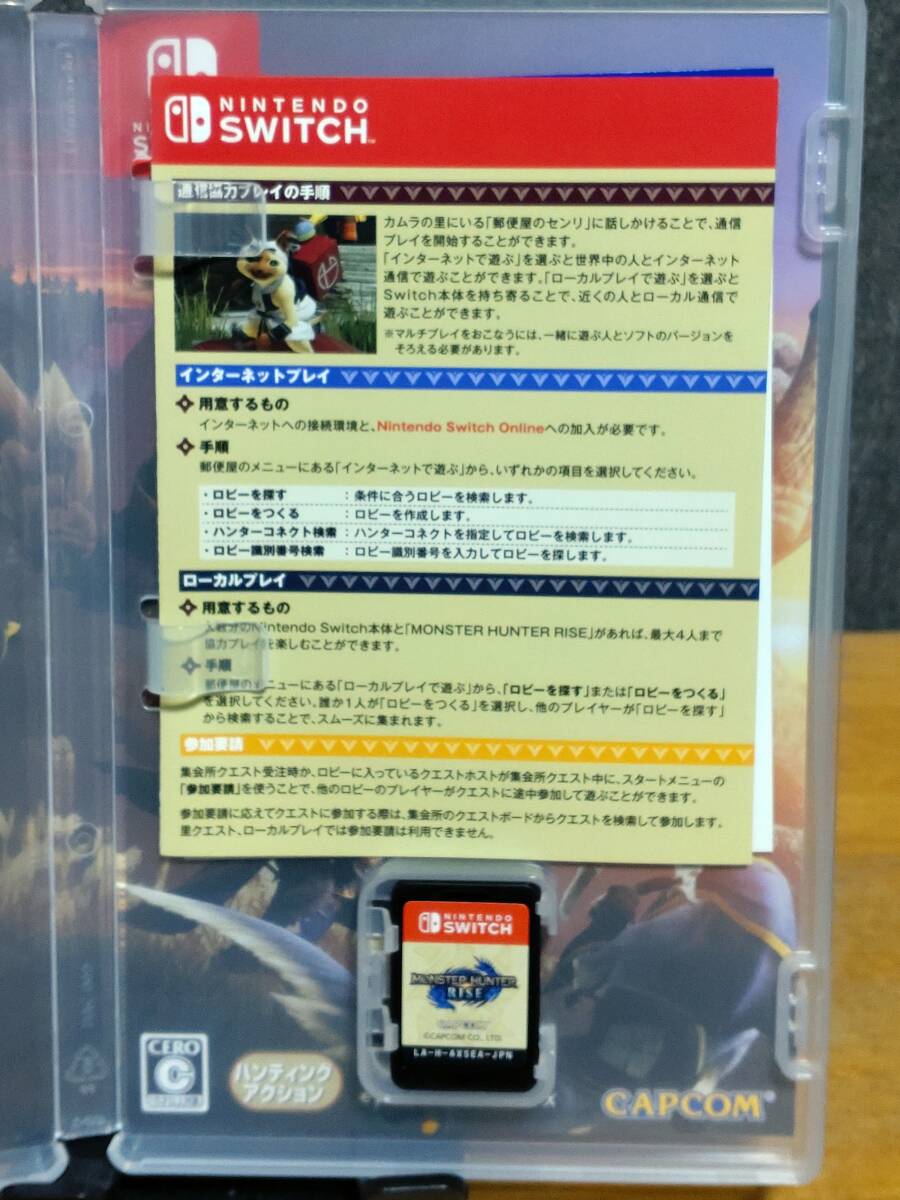 NINTENDO
SWITCH™
通信協力プレイの手順
カムラの里にいる「郵便屋のセンリ」に話しかけることで、通信
プレイを開始することができます。
「インターネットで遊ぶ」を選ぶと世界中の人とインターネット
通信で遊ぶことができます。「ローカルプレイで遊ぶ」を選ぶと
Switch本体を持ち寄ることで、近くの人とローカル通信で
遊ぶことができます。
※マルチプレイをおこなうには、一緒に遊ぶ人とソフトのバージョンを
そろえる必要があります。
インターネットプレイ
用意するもの
インターネットへの接続環境と、Nintendo Switch Onlineへの加入が必要です。
手順
郵便屋のメニューにある「インターネットで遊ぶ」から、いずれかの項目を選択してください。
・ロビーを探す ：条件に合うロビーを検索します。
・ロビーをつくる ：ロビーを作成します。
・ハンターコネクト検索 ：ハンターコネクトを指定してロビーを検索します。
・ロビー識別番号検索 ：ロビー識別番号を入力してロビーを探します。
ローカルプレイ
用意するもの
人数分のNintendo Switch本体と「MONSTER HUNTER RISE」があれば、最大4人まで
協力プレイを楽しむことができます。
手順
郵便屋のメニューにある「ローカルプレイで遊ぶ」から、「ロビーを探す」または「ロビーをつくる」
を選択してください。誰か1人が「ロビーをつくる」を選択し、他のプレイヤーが「ロビーを探す」
から検索することで、スムーズに集まれます。
参加要請
集会所クエスト受注時か、ロビーに入っているクエストホストが集会所クエスト中に、スタートメニューの
「参加要請」を使うことで、他のロビーのプレイヤーがクエストに途中参加して遊ぶことができます。
参加要請に応えてクエストに参加する際は、集会所のクエストボードからクエストを検索して参加します。
里クエスト、ローカルプレイでは参加要請は利用できません。
NINTENDO
SWITCH
MONSTER HUNTER
RISE
CAPCOM
©CAPCOM CO., LTD.
LA-H-AX5EA-JPN
CERO
C
ハンティング
アクション
CAPCOM